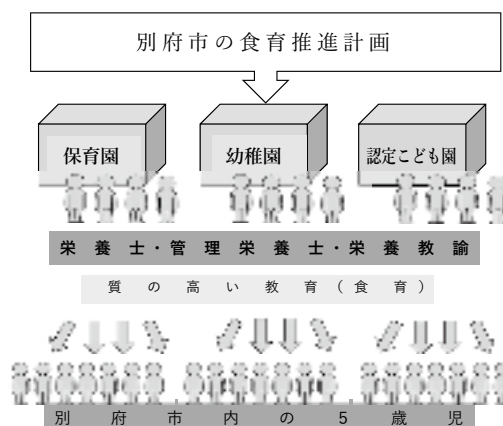 別府市の食育推進計画
保育園
幼稚園
認定こども園
栄養士・管理栄養士・栄養教諭
質の高い教育(食育)
別府市内の5歳児